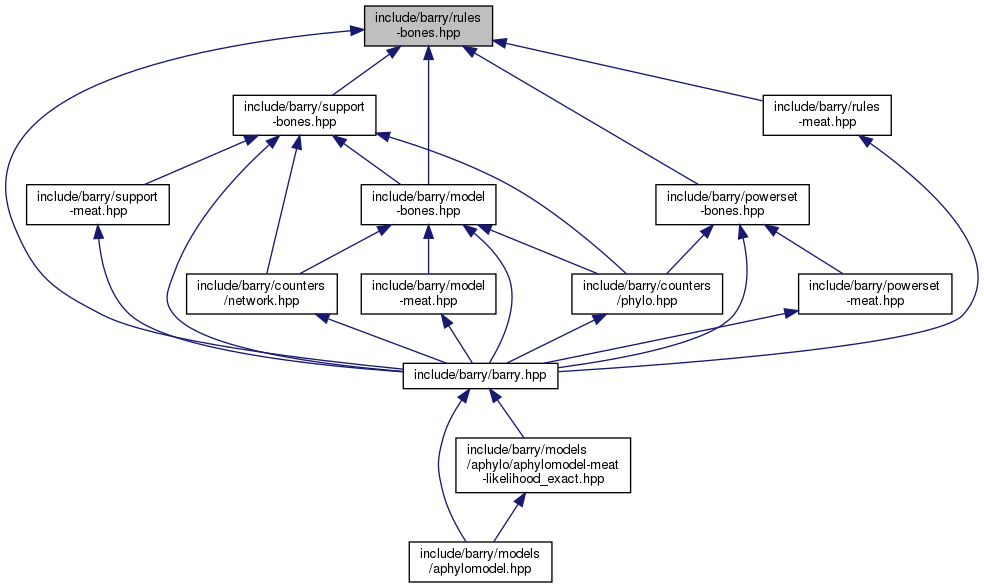 include/barry/rules
-bones.hpp
include/barry/support
-bones.hpp
include/barry/rules
-meat.hpp
include/barry/support
-meat.hpp
include/barry/model
-bones.hpp
include/barry/powerset
-bones.hpp
include/barry/counters
/network.hpp
include/barry/model
-meat.hpp
include/barry/counters
/phylo.hpp
include/barry/powerset
-meat.hpp
include/barry/barry.hpp
include/barry/models
/aphylo/aphylomodel-meat
-likelihood_exact.hpp
include/barry/models
/aphylomodel.hpp